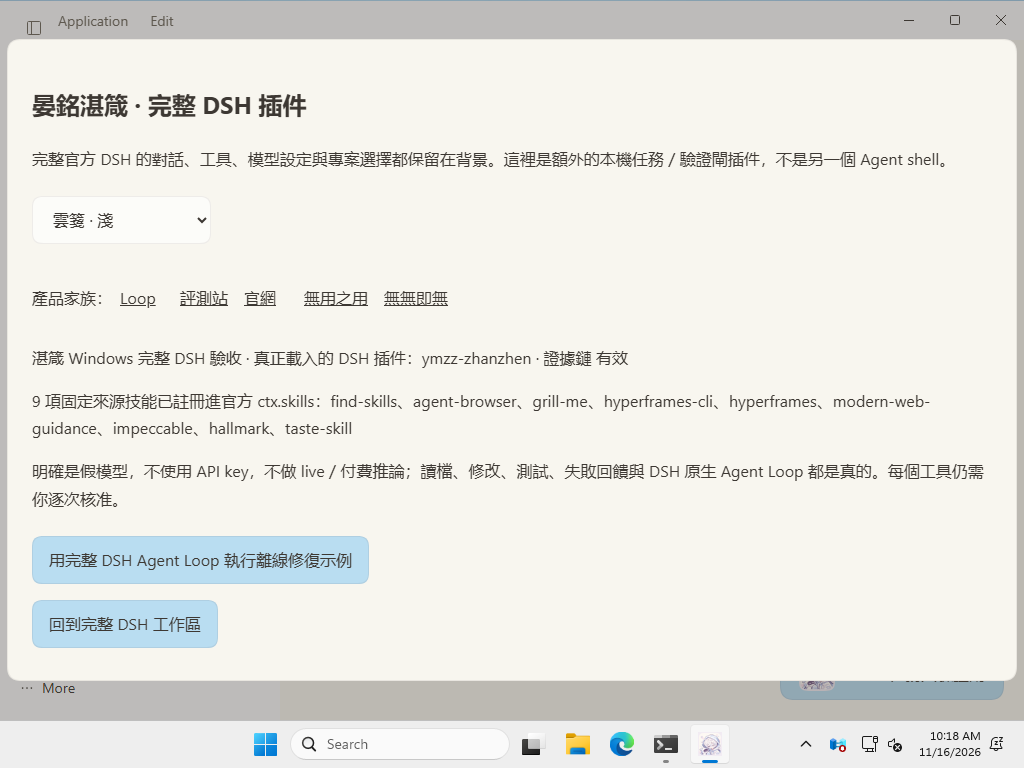 Application Edit
晏銘湛箴 · 完整 DSH 插件
完整官方 DSH 的對話、工具、模型設定與專案選擇都保留在背景。這裡是額外的本機任務 / 驗證閘插件，不是另一個 Agent shell。
雲箋 · 淺
產品家族： Loop 評測站 官網 無用之用 無無即無
湛箴 Windows 完整 DSH 驗收 · 真正載入的 DSH 插件：ymzz-zhanzhen · 證據鏈 有效
9 項固定來源技能已註冊進官方 ctx.skills：find-skills、agent-browser、grill-me、hyperframes-cli、hyperframes、modern-web-
guidance、impeccable、hallmark、taste-skill
明確是假模型，不使用 API key，不做 live / 付費推論；讀檔、修改、測試、失敗回饋與 DSH 原生 Agent Loop 都是真的。每個工具仍需
你逐次核准。
用完整 DSH Agent Loop 執行離線修復示例
回到完整 DSH 工作區
··· More
Search
10:18 AM
11/16/2026